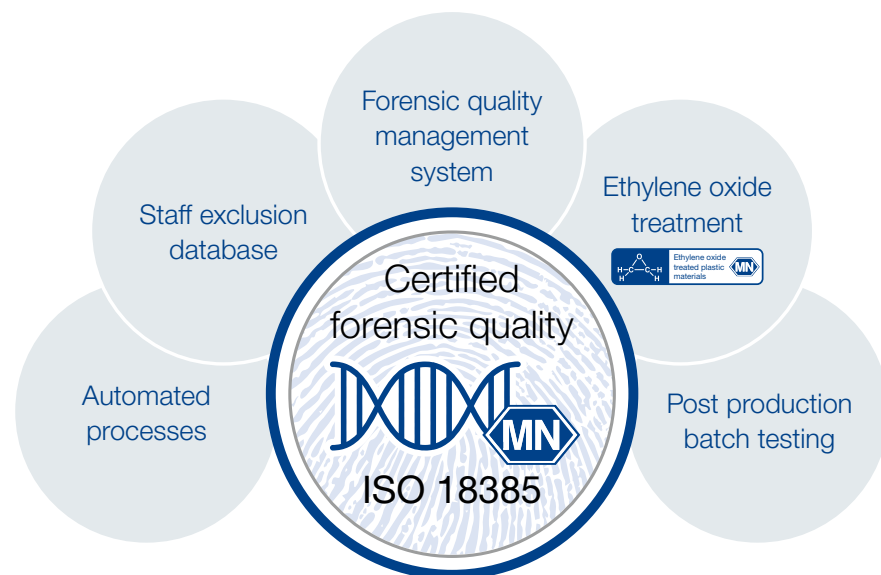 Forensic quality
management
system
Staff exclusion
database
Ethylene oxide
treatment
H-C-C-H
O
H
H
Ethylene oxide
treated plastic
materials
MN
Automated
processes
Certified
forensic quality
MN
ISO 18385
Post production
batch testing